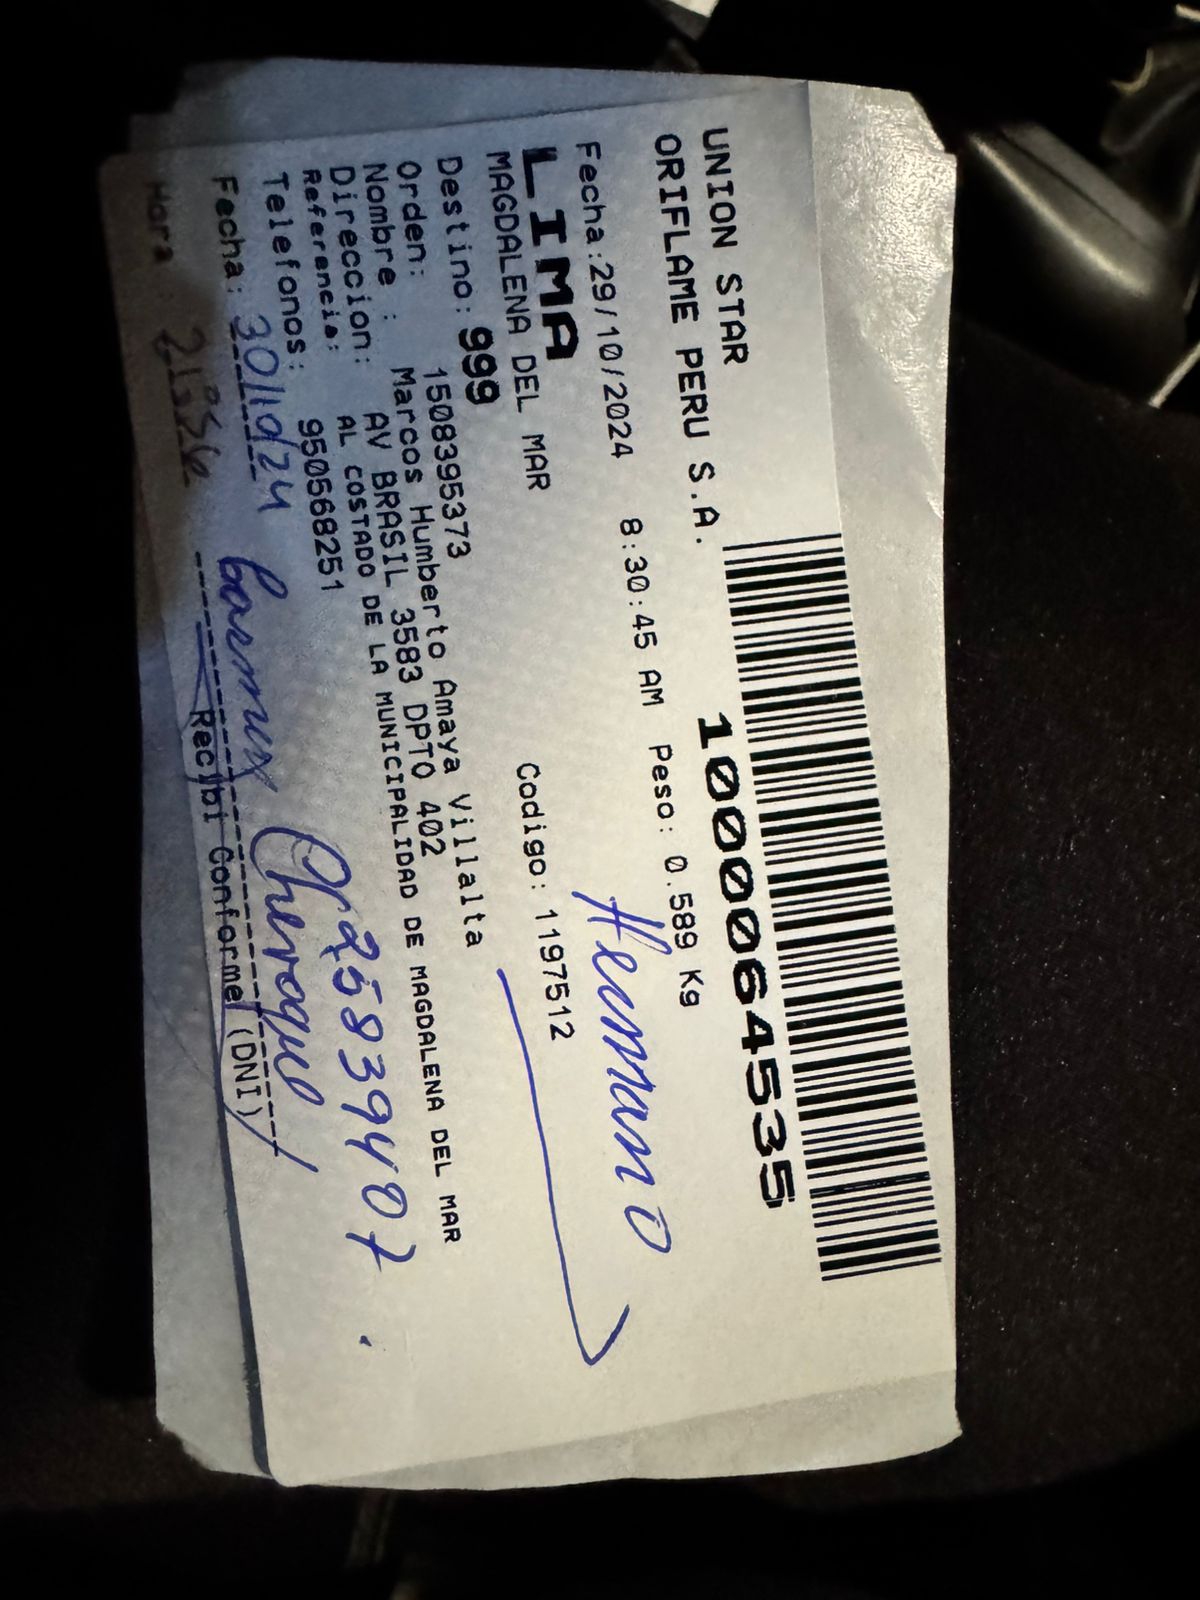 UNION STAR
ORIFLAME PERU S.A.
1000064535
Fecha:29/10/2024 8:30:45 AM Peso: 0.589 Kg
LIMA
MAGDALENA DEL MAR
Codigo: 1197512
Hermano
Destino: 999
Orden: 1508395373
Nombre : Marcos Humberto Amaya Villalta
Direccion: AV BRASIL 3583 DPTO 402
Referencia: AL COSTADO DE LA MUNICIPALIDAD DE MAGDALENA DEL MAR
Telefonos: 950568251
25839407.
Fecha: 30/10/24
Hora :
Recibi Conforme (DNI)